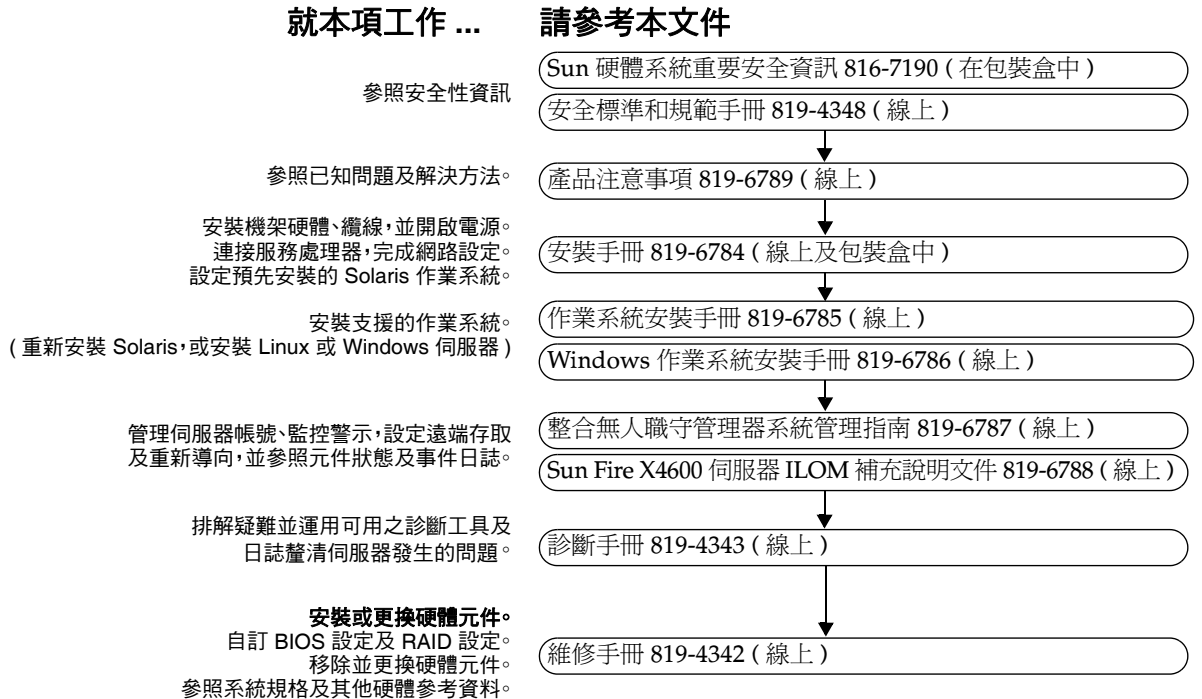 就本項工作 ... 請參考本文件
參照安全性資訊
Sun 硬體系統重要安全資訊 816-7190 ( 在包裝盒中 )
安全標準和規範手冊 819-4348 ( 線上 )
參照已知問題及解決方法。
產品注意事項 819-6789 ( 線上 )
安裝機架硬體、纜線，並開啟電源。
連接服務處理器，完成網路設定。
設定預先安裝的 Solaris 作業系統。
安裝手冊 819-6784 ( 線上及包裝盒中 )
安裝支援的作業系統。
( 重新安裝 Solaris，或安裝 Linux 或 Windows 伺服器 )
作業系統安裝手冊 819-6785 ( 線上 )
Windows 作業系統安裝手冊 819-6786 ( 線上 )
管理伺服器帳號、監控警示，設定遠端存取
及重新導向，並參照元件狀態及事件日誌。
整合無人職守管理器系統管理指南 819-6787 ( 線上 )
Sun Fire X4600 伺服器 ILOM 補充說明文件 819-6788 ( 線上 )
排解疑難並運用可用之診斷工具及
日誌釐清伺服器發生的問題。
診斷手冊 819-4343 ( 線上 )
安裝或更換硬體元件。
自訂 BIOS 設定及 RAID 設定。
移除並更換硬體元件。
參照系統規格及其他硬體參考資料。
維修手冊 819-4342 ( 線上 )